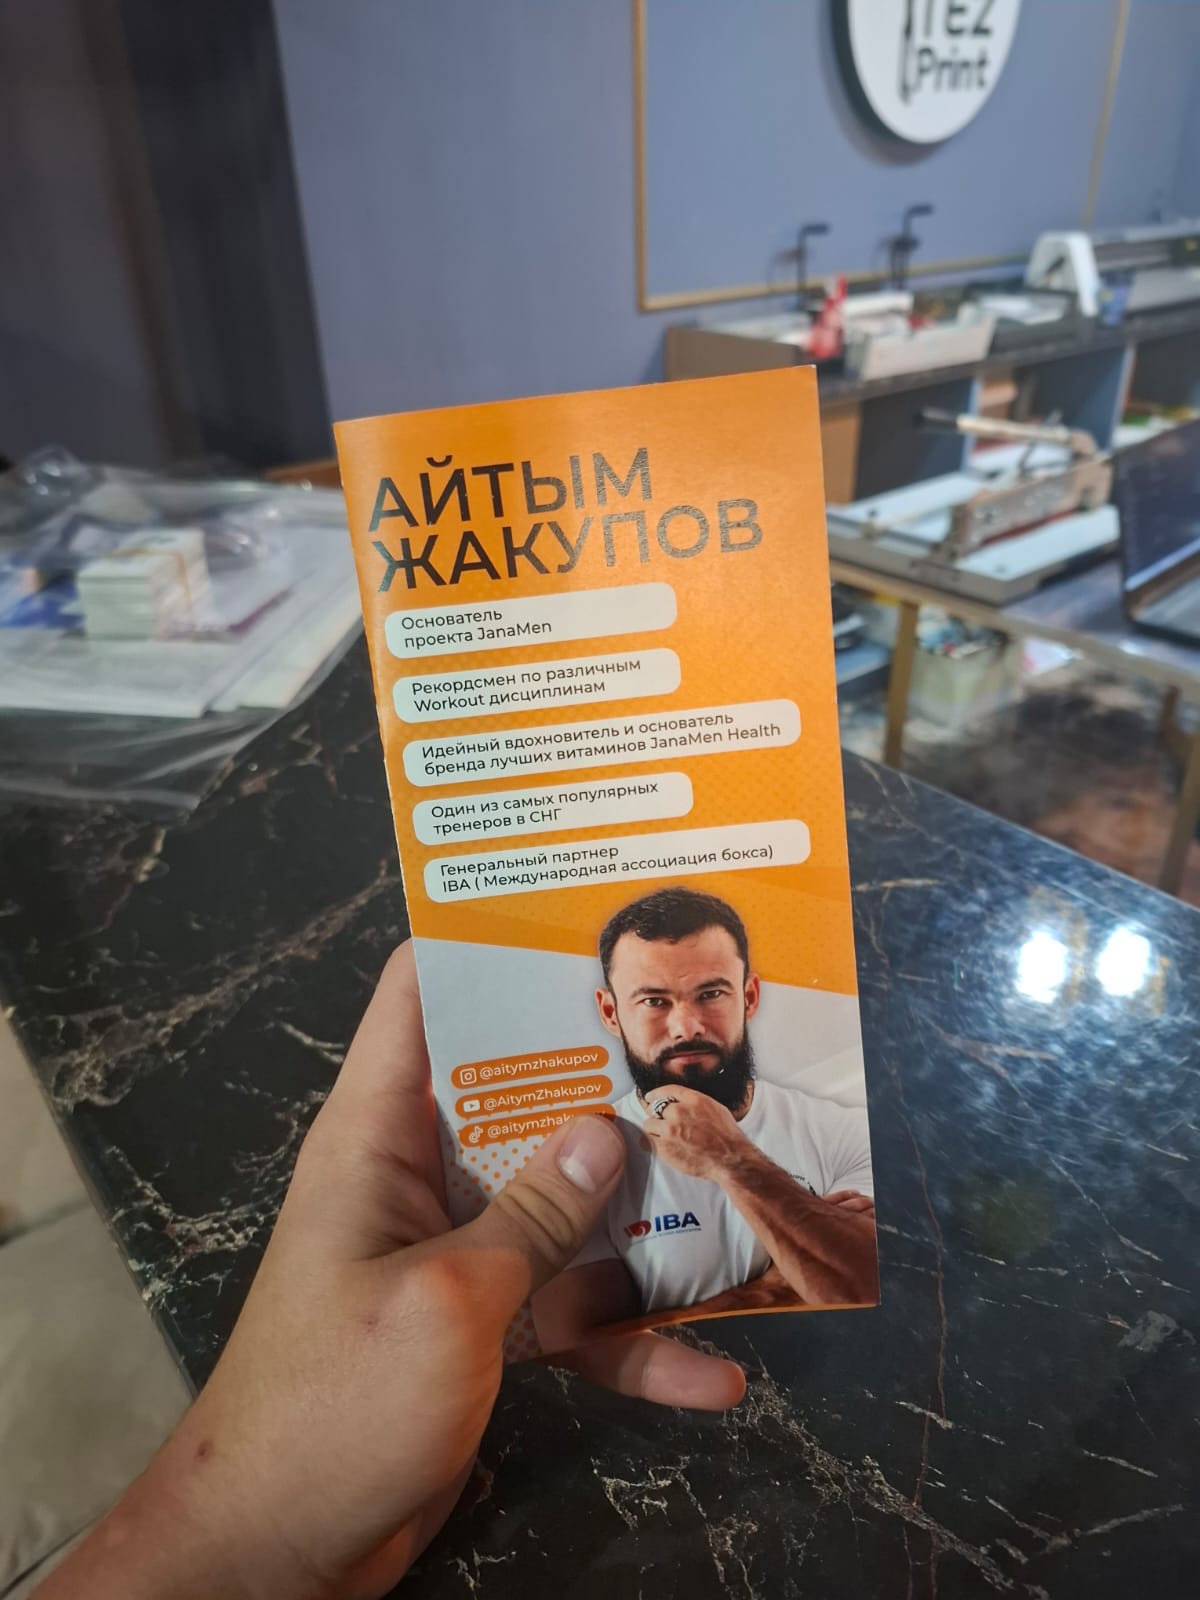 TEZ
Print
АЙТЫМ
ЖАКУПОВ
Основатель
проекта JanaMen
Рекордсмен по различным
Workout дисциплинам
Идейный вдохновитель и основатель
бренда лучших витаминов JanaMen Health
Один из самых популярных
тренеров в СНГ
Генеральный партнер
IBA ( Международная ассоциация бокса)
@aitymzhakupov
@AitymZhakupov
IBA